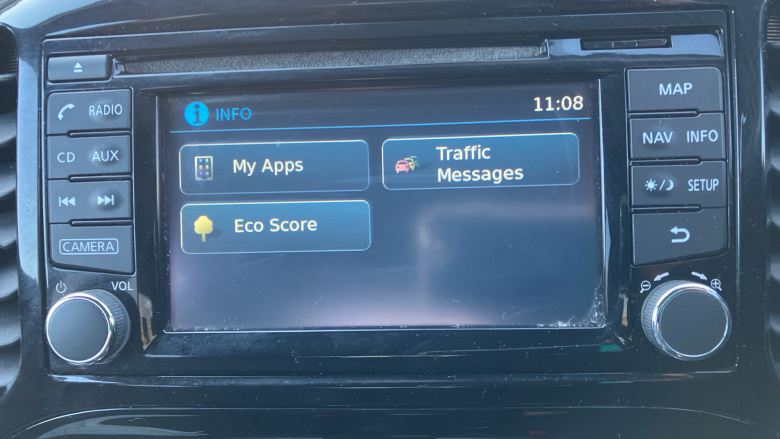 RADIO
CD AUX
CAMERA
VOL
INFO 11:08
My Apps
Traffic
Messages
Eco Score
MAP
NAV INFO
SETUP